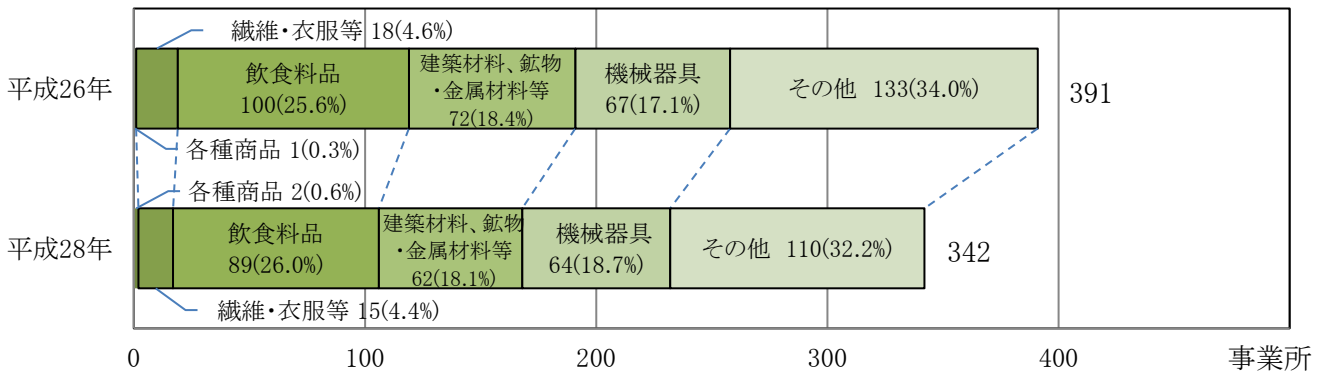 繊維・衣服等 18(4.6%)
平成26年
飲食料品
100(25.6%)
建築材料、鉱物
・金属材料等
72(18.4%)
機械器具
67(17.1%)
その他 133(34.0%)
391
各種商品 1(0.3%)
各種商品 2(0.6%)
平成28年
飲食料品
89(26.0%)
建築材料、鉱物
・金属材料等
62(18.1%)
機械器具
64(18.7%)
その他 110(32.2%)
342
繊維・衣服等 15(4.4%)
0 100 200 300 400 事業所